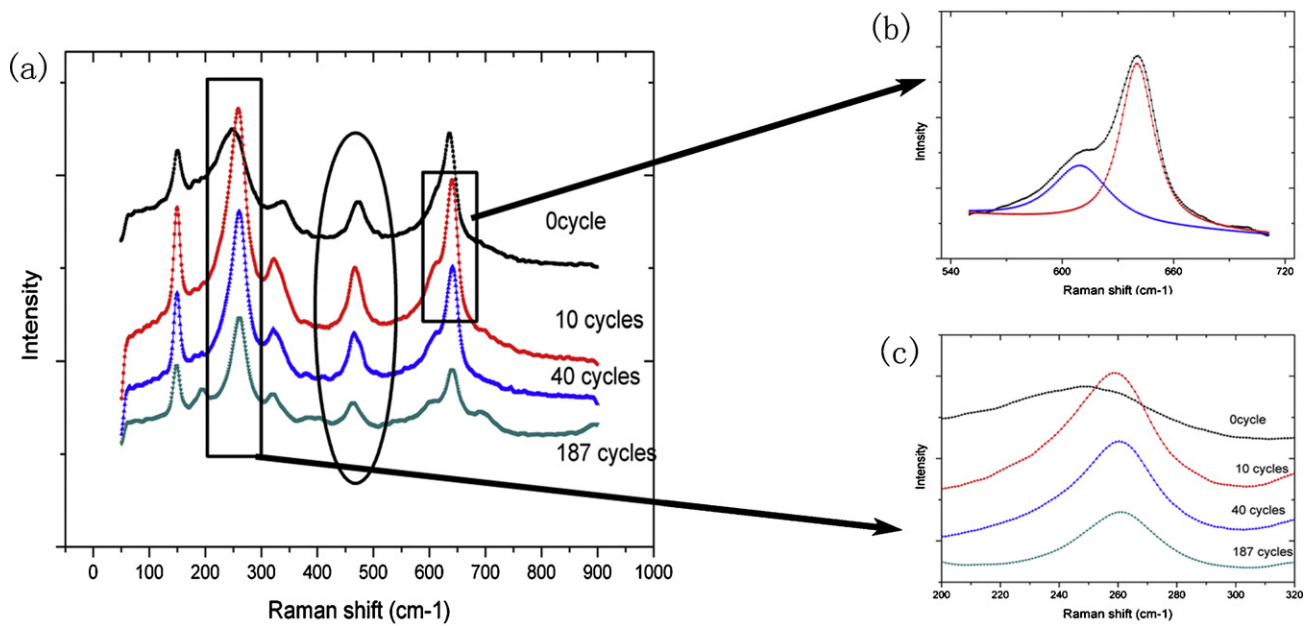 (a)
Intensity
0cycle
10 cycles
40 cycles
187 cycles
0 100 200 300 400 500 600 700 800 900 1000
Raman shift (cm-1)
(b)
Intnsity
540 600 660 720
Raman shift (cm-1)
(c)
Intensity
0cycle
10 cycles
40 cycles
187 cycles
200 220 240 260 280 300 320
Raman shift (cm-1)